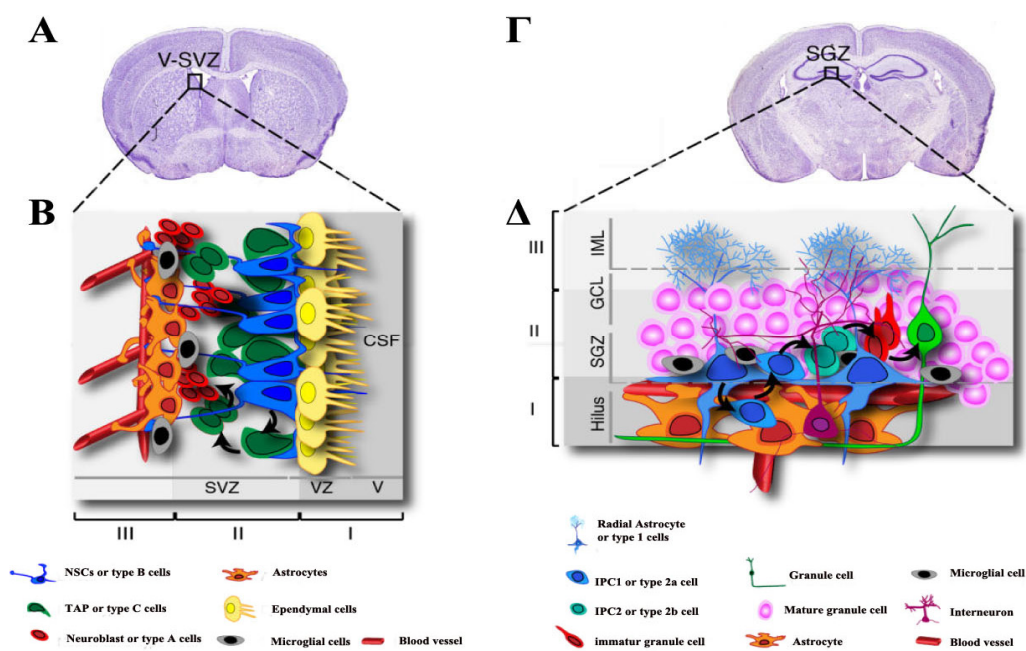 Α
V-SVZ
Γ
SGZ
Β
CSF
SVZ
VZ
V
III
II
I
Δ
III
II
I
IML
GCL
SGZ
Hilus
NSCs or type B cells
Astrocytes
TAP or type C cells
Ependymal cells
Neuroblast or type A cells
Microglial cells
Blood vessel
Radial Astrocyte
or type 1 cells
IPC1 or type 2a cell
Granule cell
Microglial cell
IPC2 or type 2b cell
Mature granule cell
Interneuron
immatur granule cell
Astrocyte
Blood vessel